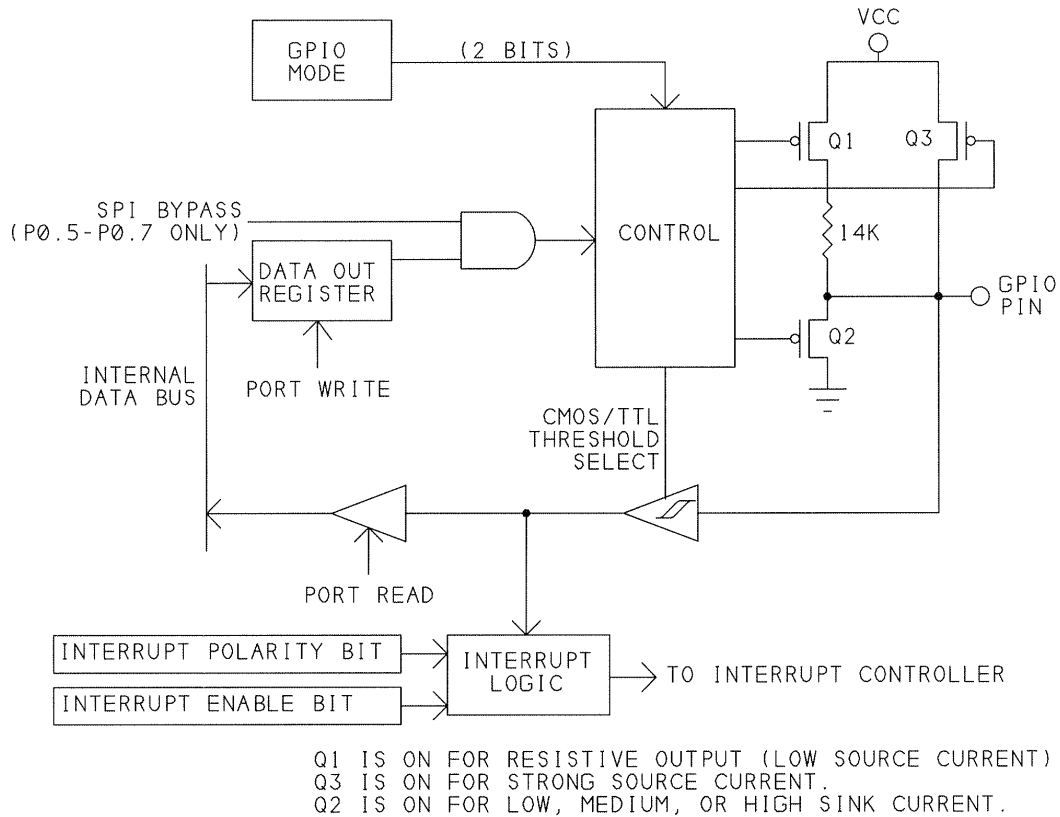 VCC
GPIO
MODE
(2 BITS)
Q1
Q3
SPI BYPASS
(P0.5-P0.7 ONLY)
CONTROL
14K
DATA OUT
REGISTER
GPIO
PIN
Q2
INTERNAL
DATA BUS
PORT WRITE
CMOS/TTL
THRESHOLD
SELECT
PORT READ
INTERRUPT POLARITY BIT
INTERRUPT
LOGIC
TO INTERRUPT CONTROLLER
INTERRUPT ENABLE BIT
Q1 IS ON FOR RESISTIVE OUTPUT (LOW SOURCE CURRENT)
Q3 IS ON FOR STRONG SOURCE CURRENT.
Q2 IS ON FOR LOW, MEDIUM, OR HIGH SINK CURRENT.